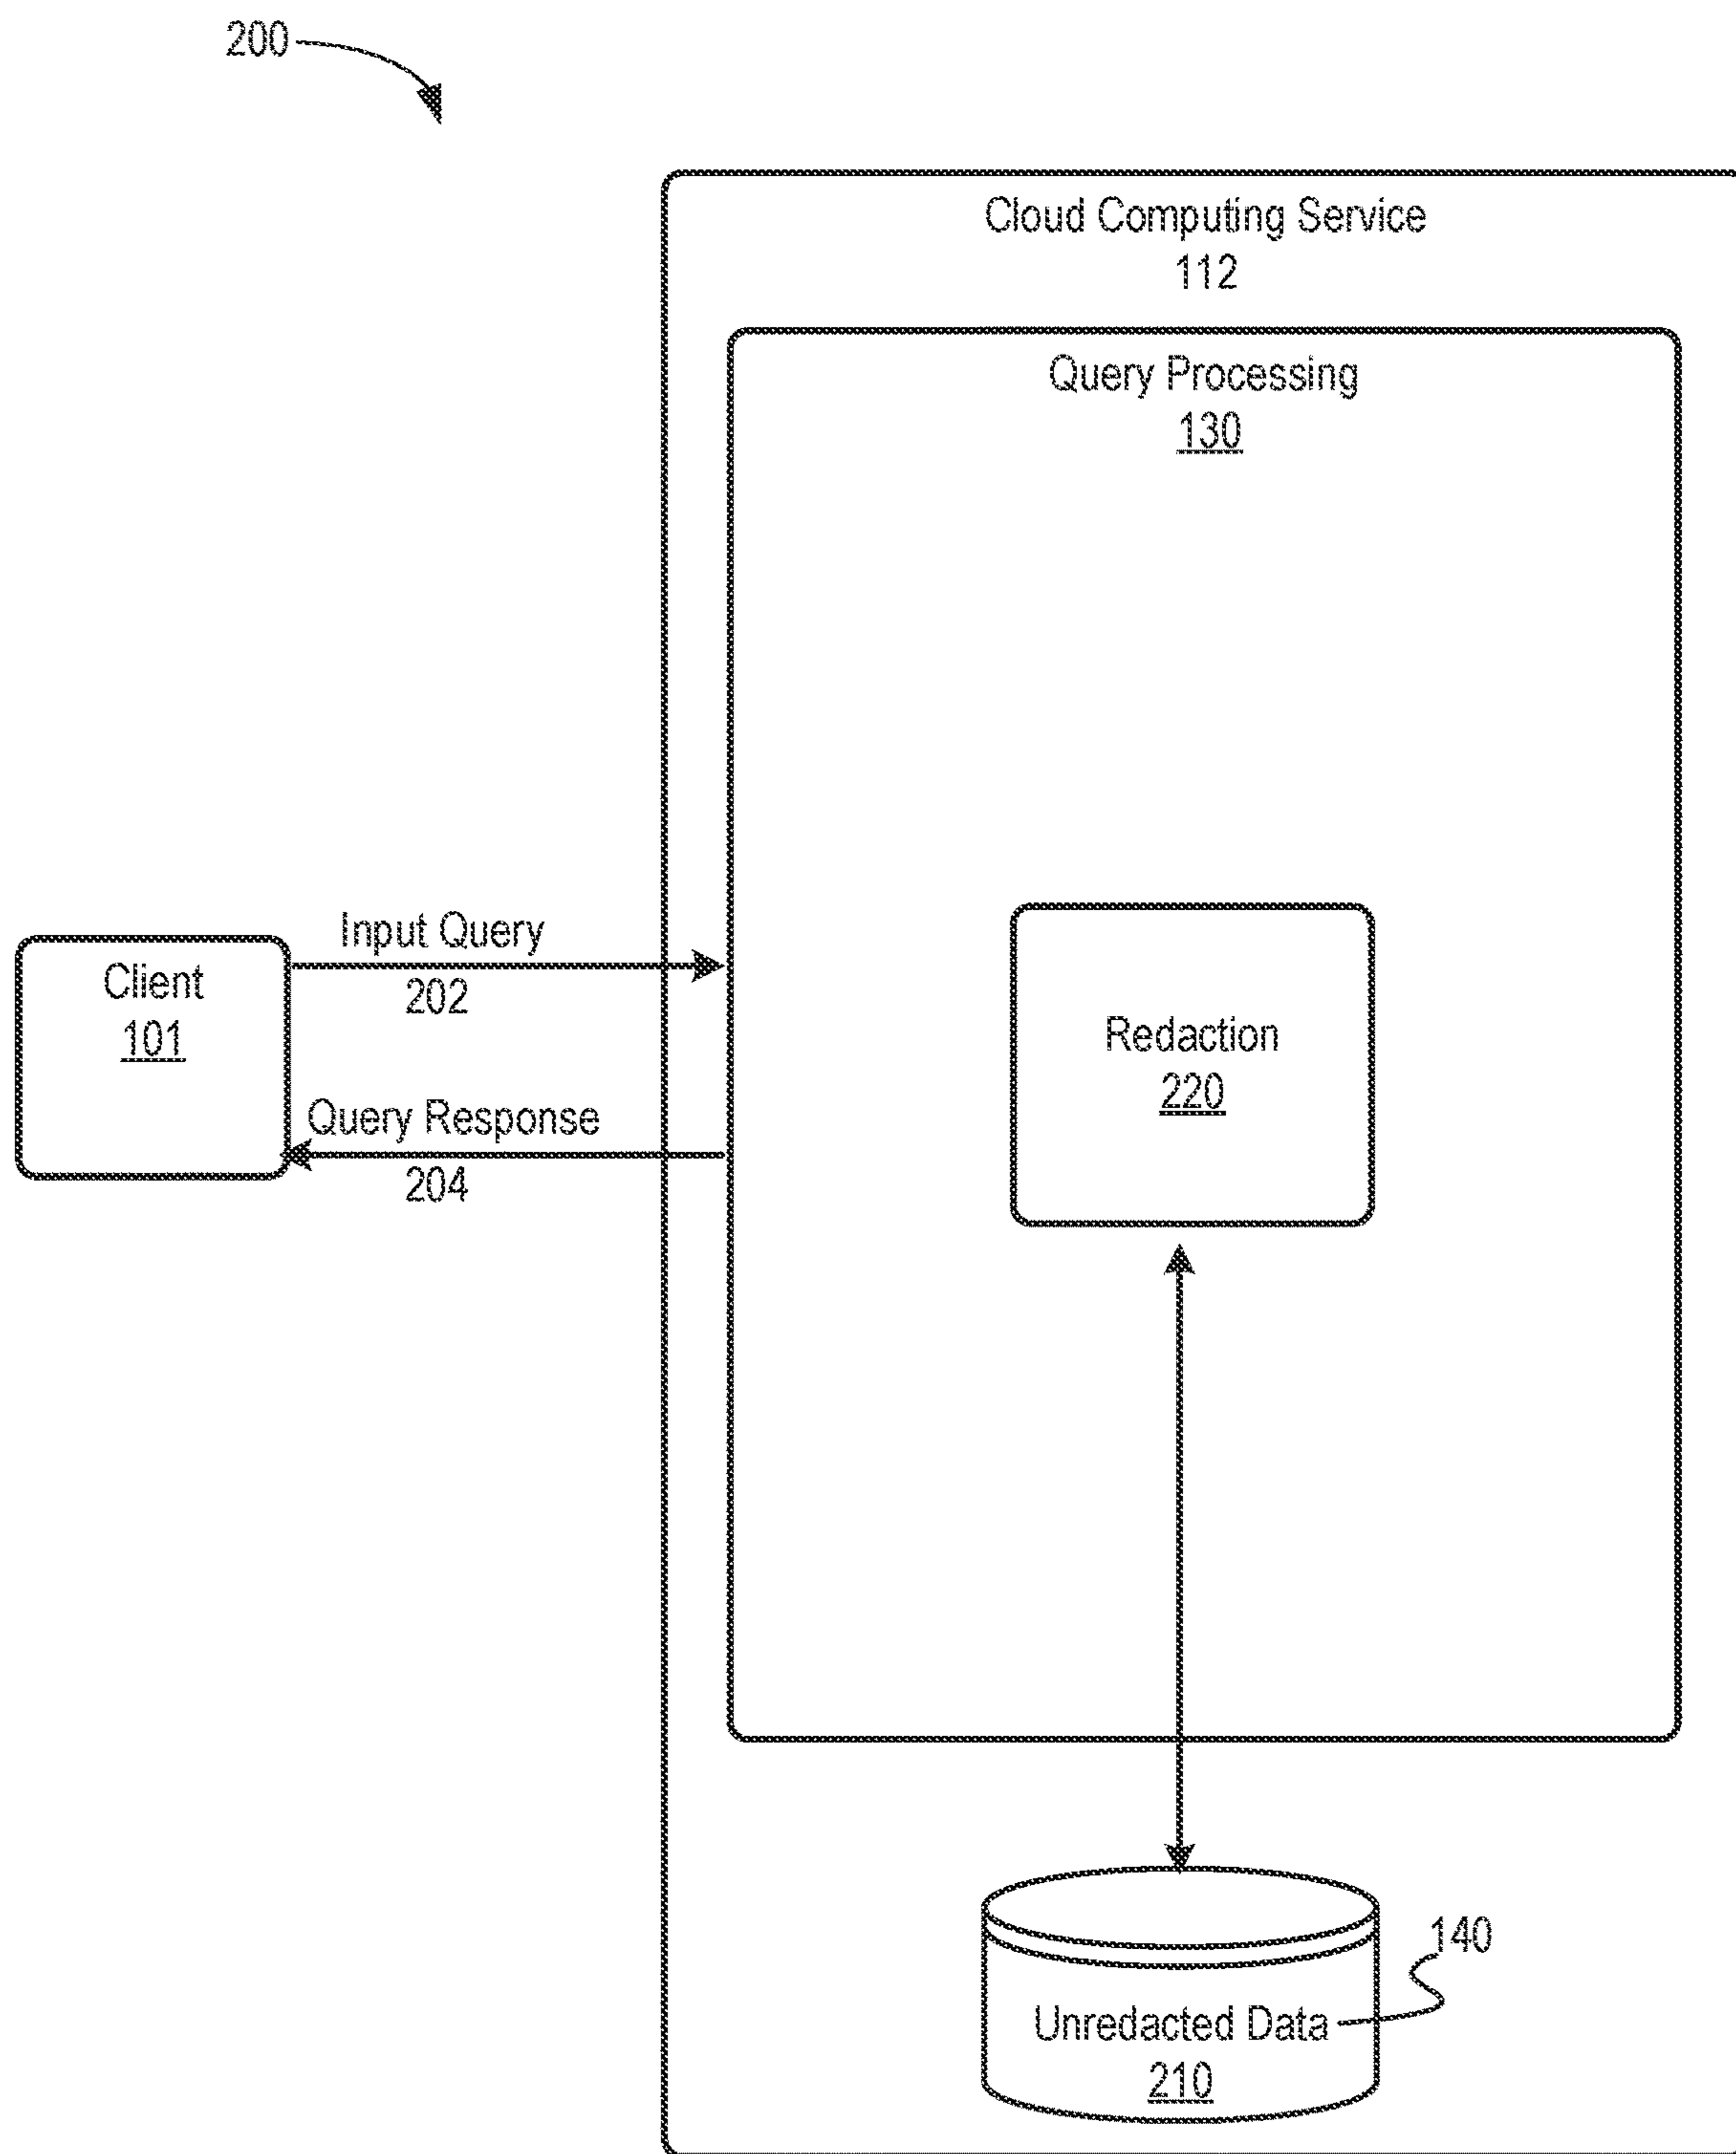 200
Cloud Computing Service
112
Query Processing
130
Input Query
202
Client
101
Redaction
220
Query Response
204
140
Unredacted Data
210